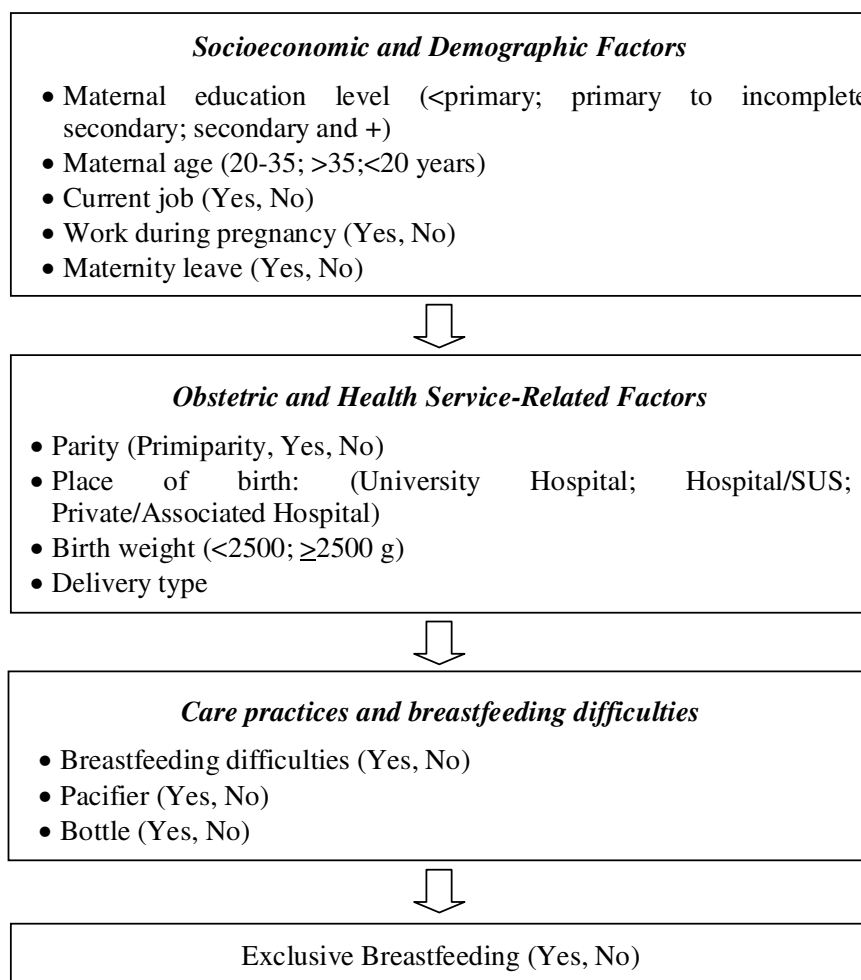 Socioeconomic and Demographic Factors
• Maternal education level (<primary; primary to incomplete
secondary; secondary and +)
• Maternal age (20-35; >35;<20 years)
• Current job (Yes, No)
• Work during pregnancy (Yes, No)
• Maternity leave (Yes, No)
Obstetric and Health Service-Related Factors
• Parity (Primiparity, Yes, No)
• Place of birth: (University Hospital; Hospital/SUS;
Private/Associated Hospital)
• Birth weight (<2500; ≥2500 g)
• Delivery type
Care practices and breastfeeding difficulties
• Breastfeeding difficulties (Yes, No)
• Pacifier (Yes, No)
• Bottle (Yes, No)
Exclusive Breastfeeding (Yes, No)